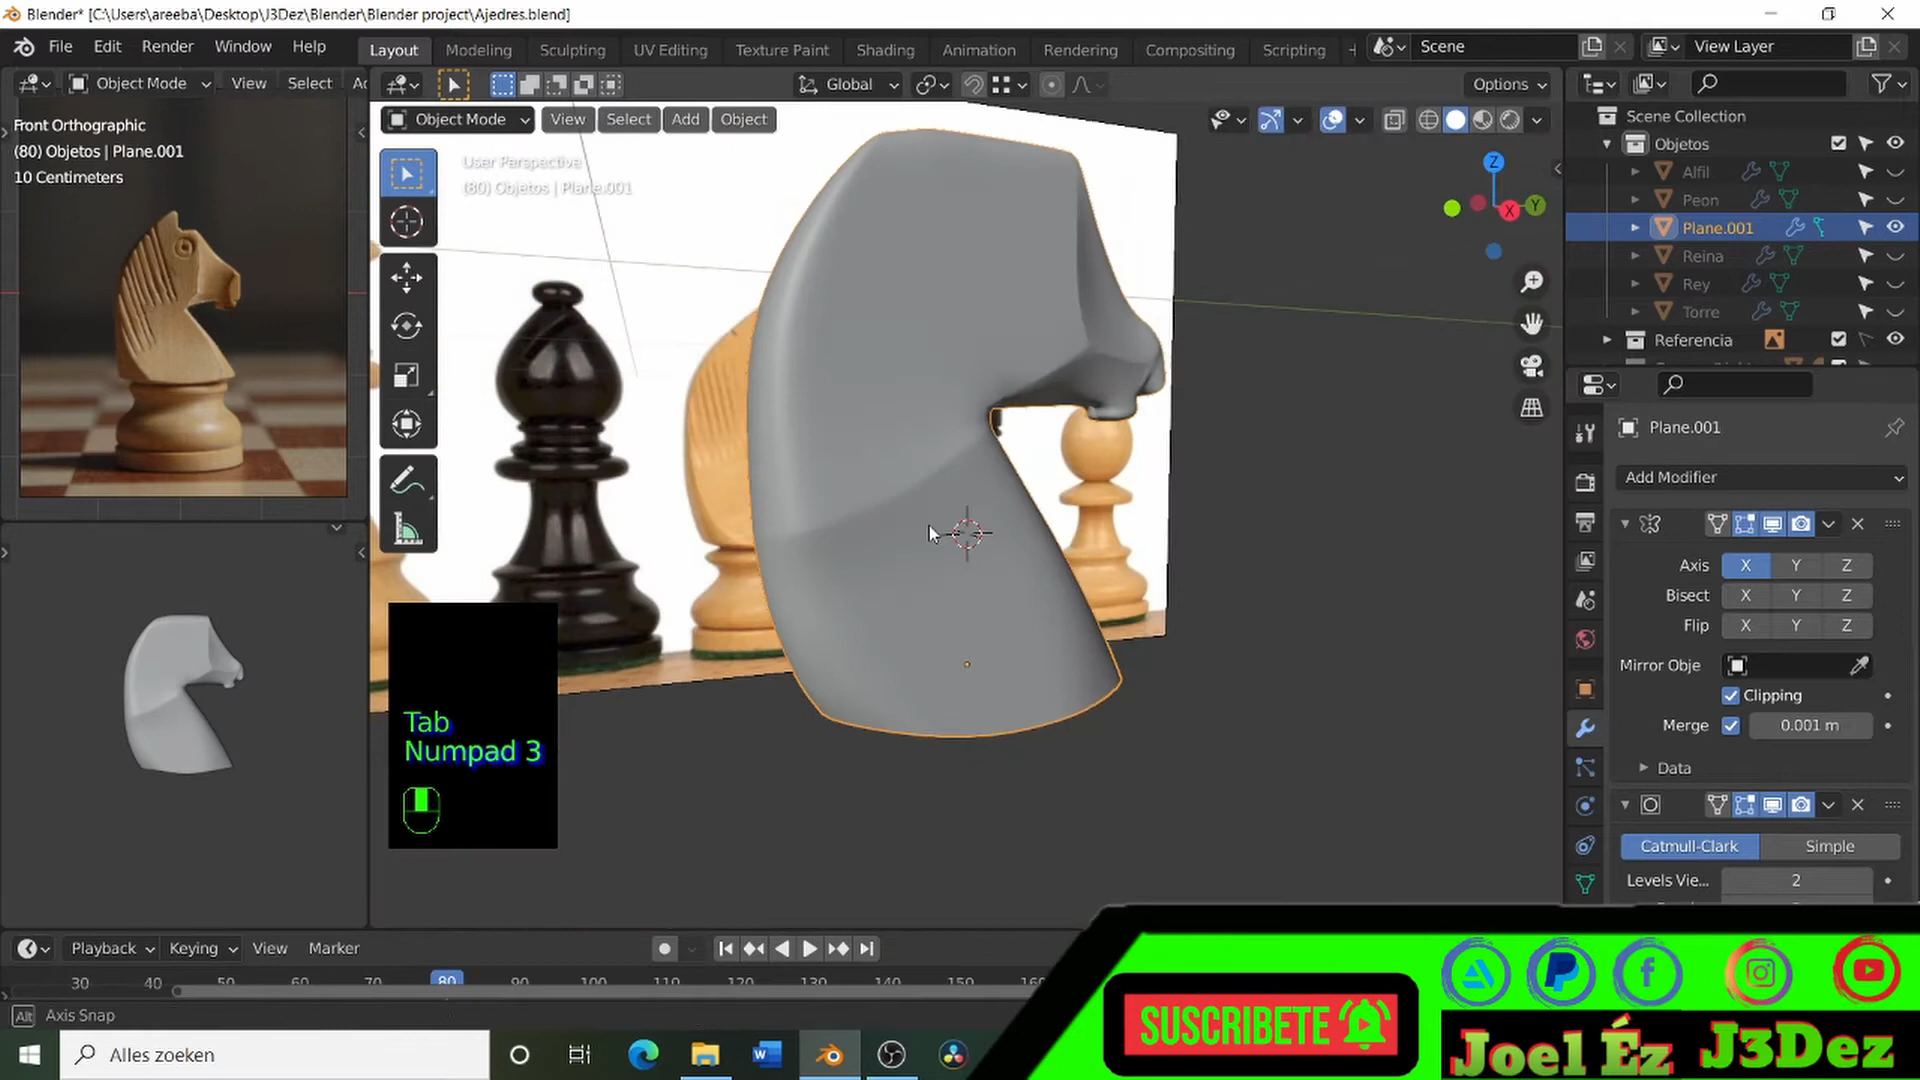 Blender* [C:\Users\areeba\Desktop\J3Dez\Blender\Blender project\Ajedres.blend]
File Edit Render Window Help
Layout Modeling Sculpting UV Editing Texture Paint Shading Animation Rendering Compositing Scripting
Scene
View Layer
Object Mode View Select Ac
Global
Options
Front Orthographic
(80) Objetos | Plane.001
10 Centimeters
Object Mode View Select Add Object
User Perspective
(80) Objetos | Plane.001
Z
X
Y
Scene Collection
Objetos
Alfil
Peon
Plane.001
Reina
Rey
Torre
Referencia
Plane.001
Add Modifier
Axis X Y Z
Bisect X Y Z
Flip X Y Z
Mirror Obje
Clipping
Merge 0.001 m
Data
Catmull-Clark Simple
Levels Vie... 2
Tab
Numpad 3
Playback Keying View Marker
30 40 50 60 70 80 90 100 110 120 130 140 150 160
Alt Axis Snap
Alles zoeken
SUSCRIBETE
Joel Éz J3Dez